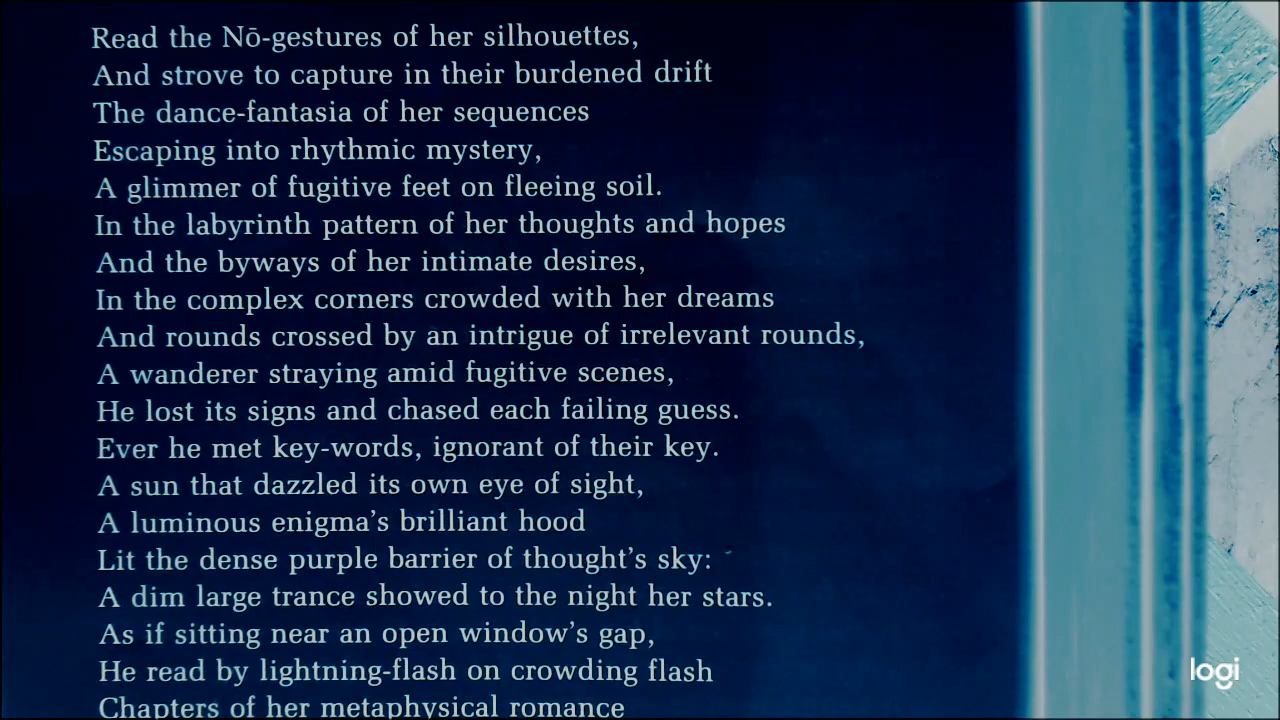 Read the Nō-gestures of her silhouettes,
And strove to capture in their burdened drift
The dance-fantasia of her sequences
Escaping into rhythmic mystery,
A glimmer of fugitive feet on fleeing soil.
In the labyrinth pattern of her thoughts and hopes
And the byways of her intimate desires,
In the complex corners crowded with her dreams
And rounds crossed by an intrigue of irrelevant rounds,
A wanderer straying amid fugitive scenes,
He lost its signs and chased each failing guess.
Ever he met key-words, ignorant of their key.
A sun that dazzled its own eye of sight,
A luminous enigma’s brilliant hood
Lit the dense purple barrier of thought’s sky:
A dim large trance showed to the night her stars.
As if sitting near an open window’s gap,
He read by lightning-flash on crowding flash
Chapters of her metaphysical romance
logi